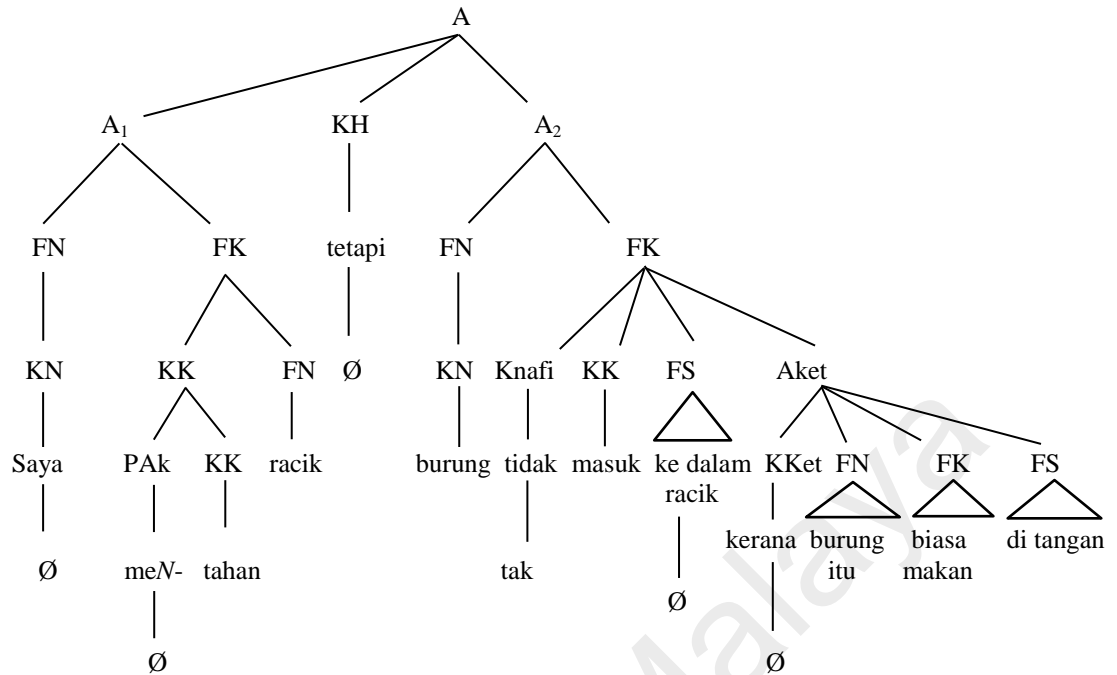 A
A₁ KH A₂
FN FK tetapi FN FK
KN KK FN Ø KN Knafi KK FS Aket
Saya PAk KK racik burung tidak masuk ke dalam KKet FN FK FS
racik
kerana burung biasa di tangan
Ø meN- tahan tak itu makan
Ø
Ø Ø
Malaya